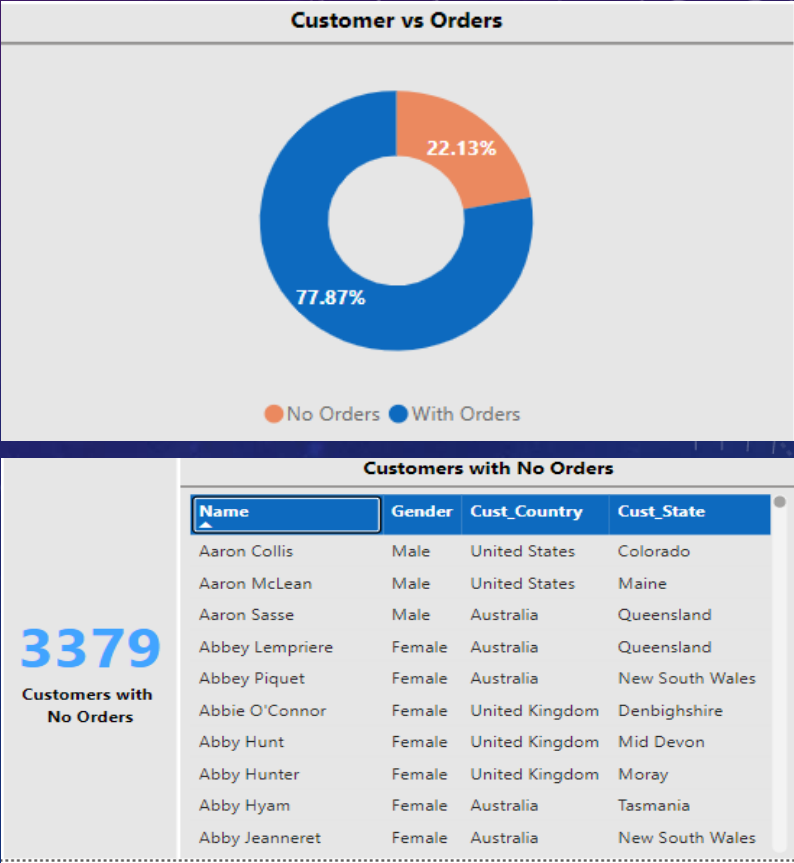 Customer vs Orders
22.13%
77.87%
No Orders With Orders
Customers with No Orders
3379
Customers with
No Orders
Name Gender Cust_Country Cust_State
Aaron Collis Male United States Colorado
Aaron McLean Male United States Maine
Aaron Sasse Male Australia Queensland
Abbey Lempriere Female Australia Queensland
Abbey Piquet Female Australia New South Wales
Abbie O'Connor Female United Kingdom Denbighshire
Abby Hunt Female United Kingdom Mid Devon
Abby Hunter Female United Kingdom Moray
Abby Hyam Female Australia Tasmania
Abby Jeanneret Female Australia New South Wales